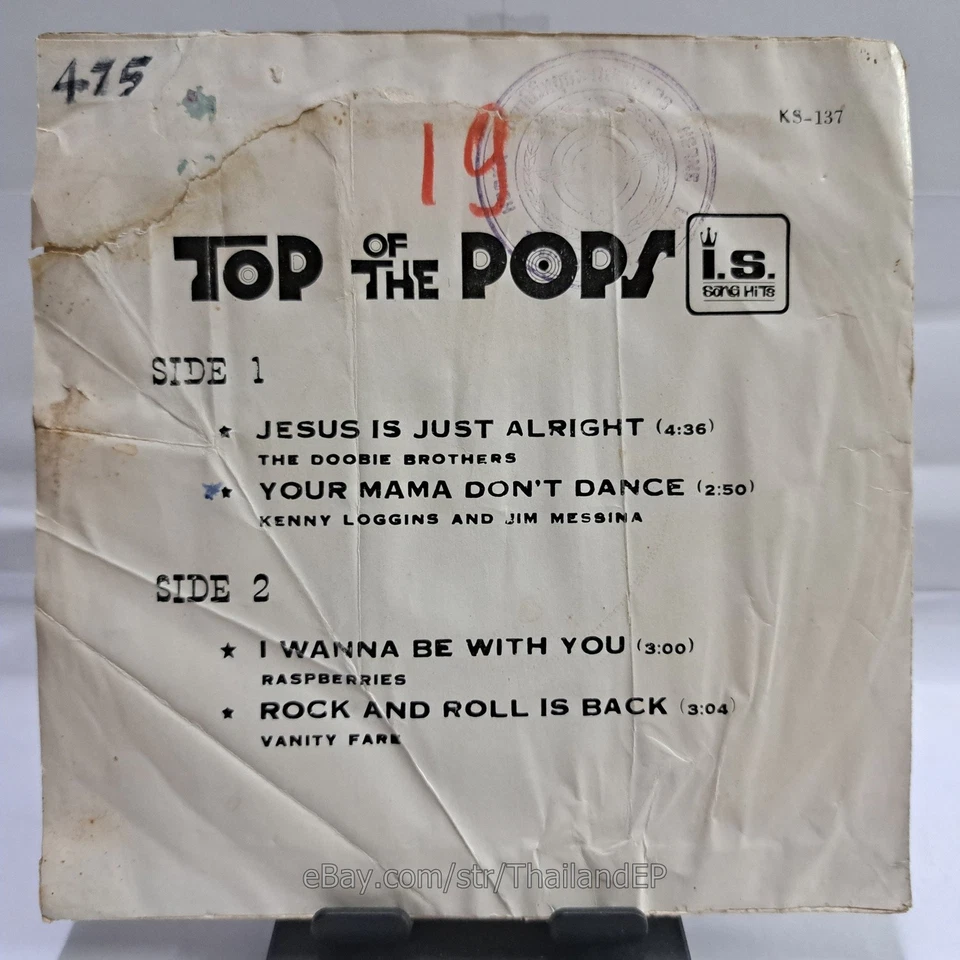 475
19
KS-137
TOP OF THE POPS
i.s.
SONG HITS
SIDE 1
★ JESUS IS JUST ALRIGHT (4:36)
THE DOOBIE BROTHERS
★ YOUR MAMA DON'T DANCE (2:50)
KENNY LOGGINS AND JIM MESSINA
SIDE 2
★ I WANNA BE WITH YOU (3:00)
RASPBERRIES
★ ROCK AND ROLL IS BACK (3:04)
VANITY FARE
eBay.com/str/ThailandEP